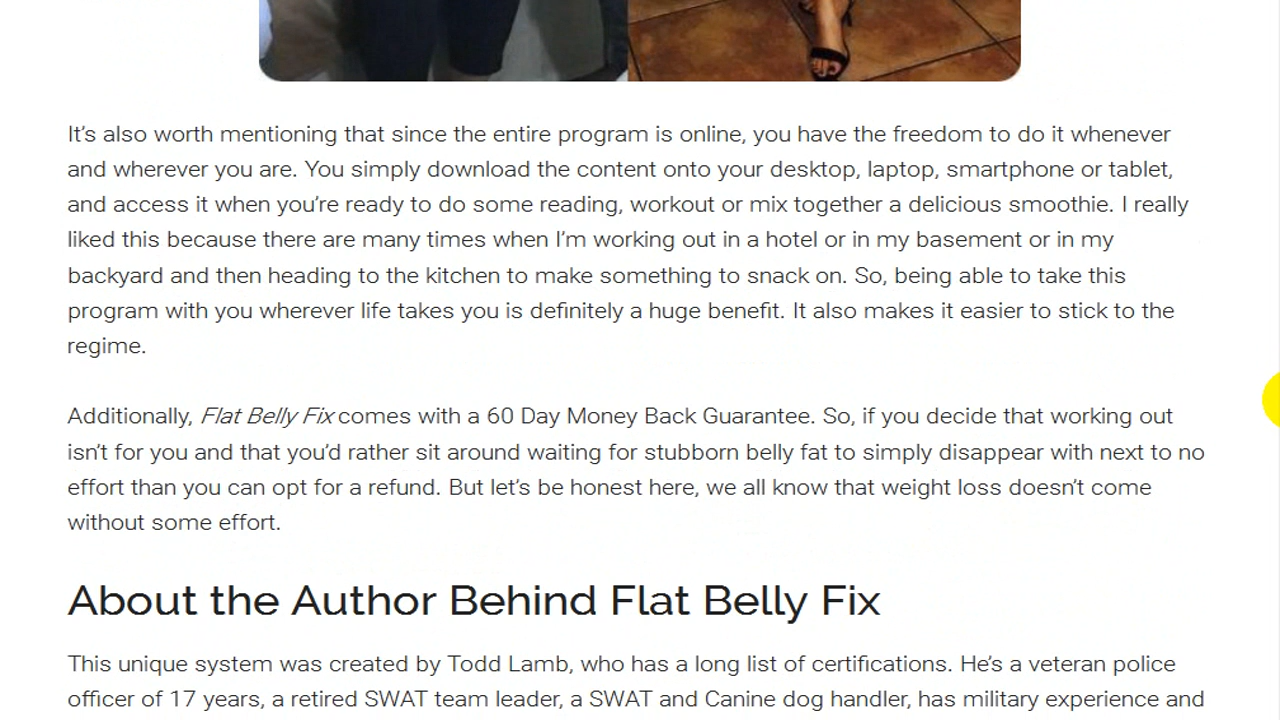 It's also worth mentioning that since the entire program is online, you have the freedom to do it whenever
and wherever you are. You simply download the content onto your desktop, laptop, smartphone or tablet,
and access it when you're ready to do some reading, workout or mix together a delicious smoothie. I really
liked this because there are many times when I'm working out in a hotel or in my basement or in my
backyard and then heading to the kitchen to make something to snack on. So, being able to take this
program with you wherever life takes you is definitely a huge benefit. It also makes it easier to stick to the
regime.
Additionally, Flat Belly Fix comes with a 60 Day Money Back Guarantee. So, if you decide that working out
isn't for you and that you'd rather sit around waiting for stubborn belly fat to simply disappear with next to no
effort than you can opt for a refund. But let's be honest here, we all know that weight loss doesn't come
without some effort.
About the Author Behind Flat Belly Fix
This unique system was created by Todd Lamb, who has a long list of certifications. He's a veteran police
officer of 17 years, a retired SWAT team leader, a SWAT and Canine dog handler, has military experience and